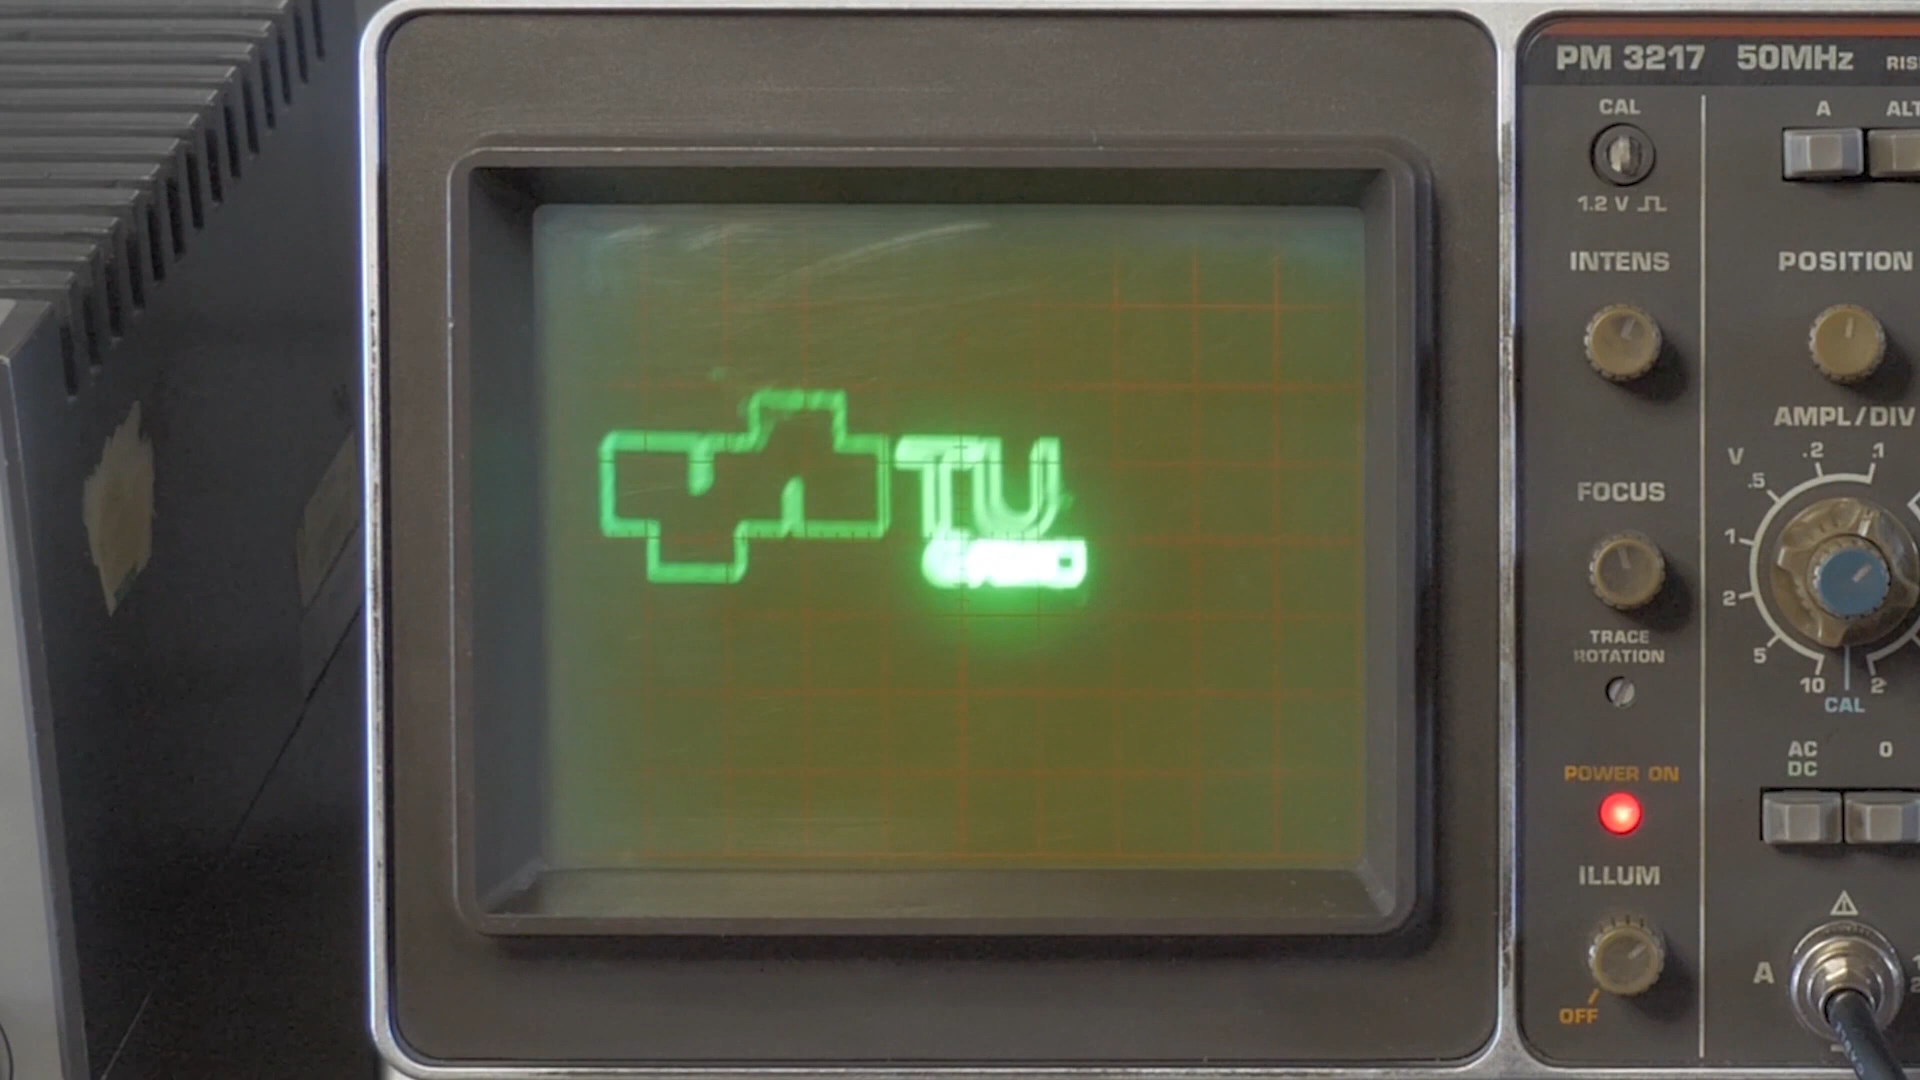 PM 3217 50MHz
CAL
A
1.2 V
INTENS
POSITION
AMPL/DIV
V
.2 .1
.5
1
2
5
10
2
CAL
FOCUS
TRACE
ROTATION
AC
DC
0
POWER ON
ILLUM
OFF
A
TU